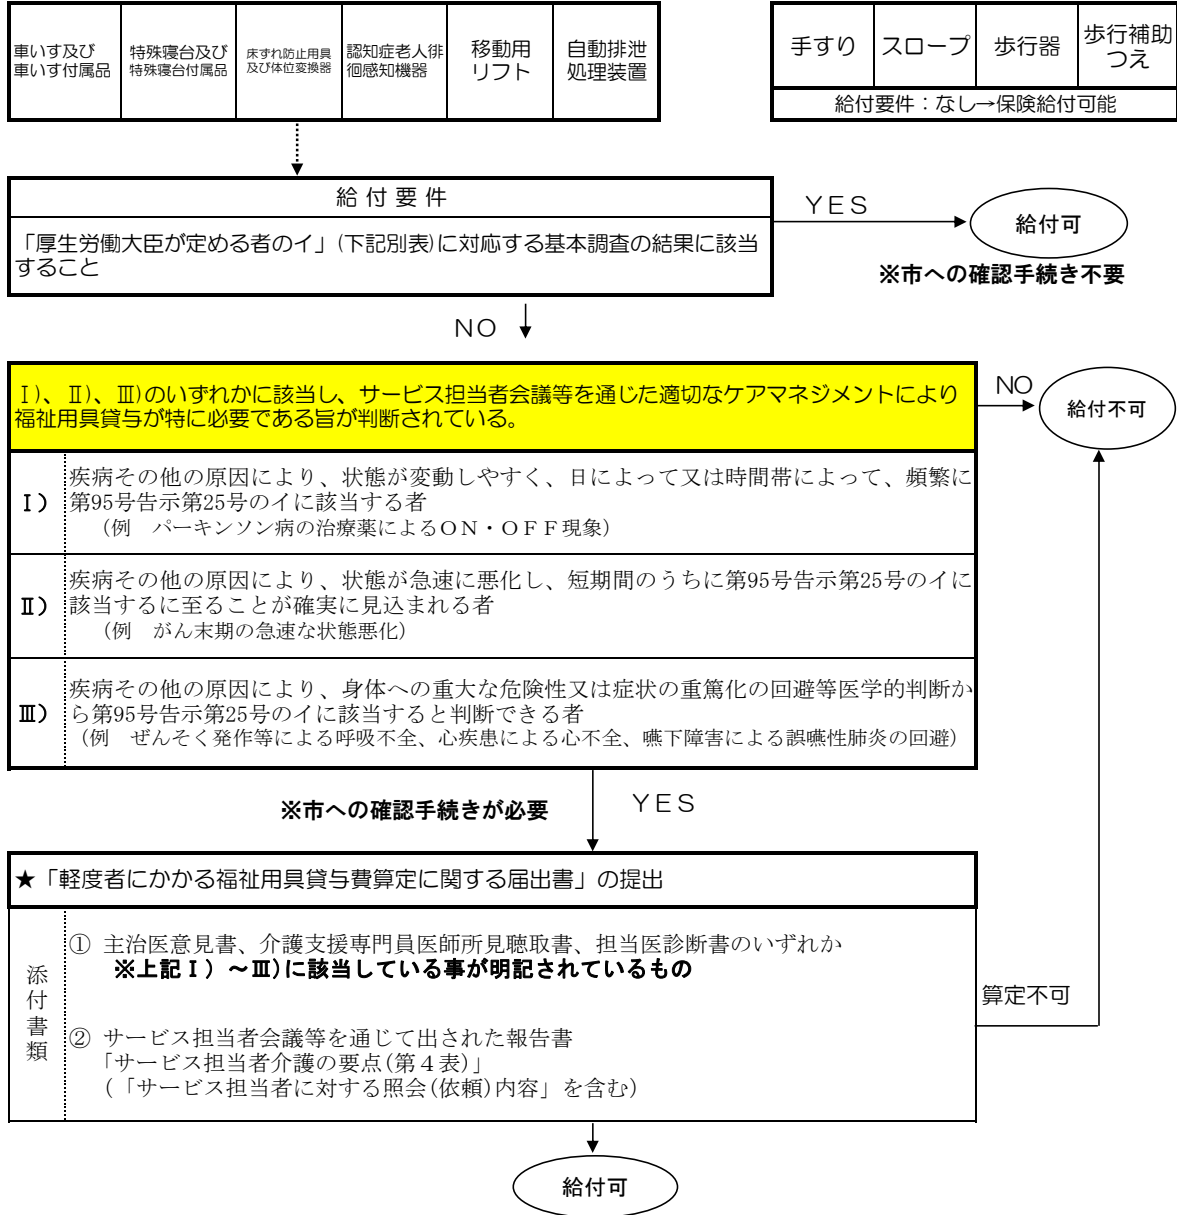 車いす及び
車いす付属品
特殊寝台及び
特殊寝台付属品
床ずれ防止用具
及び体位変換器
認知症老人徘
徊感知機器
移動用
リフト
自動排泄
処理装置
手すり
スロープ
歩行器
歩行補助
つえ
給付要件：なし→保険給付可能
給 付 要 件
「厚生労働大臣が定める者のイ」(下記別表)に対応する基本調査の結果に該当
すること
ＹＥＳ
給付可
※市への確認手続き不要
ＮＯ
Ⅰ)、Ⅱ)、Ⅲ)のいずれかに該当し、サービス担当者会議等を通じた適切なケアマネジメントにより
福祉用具貸与が特に必要である旨が判断されている。
ＮＯ
給付不可
Ⅰ）
疾病その他の原因により、状態が変動しやすく、日によって又は時間帯によって、頻繁に
第95号告示第25号のイに該当する者
（例　パーキンソン病の治療薬によるＯＮ・ＯＦＦ現象）
Ⅱ）
疾病その他の原因により、状態が急速に悪化し、短期間のうちに第95号告示第25号のイに
該当するに至ることが確実に見込まれる者
（例　がん末期の急速な状態悪化）
Ⅲ）
疾病その他の原因により、身体への重大な危険性又は症状の重篤化の回避等医学的判断か
ら第95号告示第25号のイに該当すると判断できる者
（例　ぜんそく発作等による呼吸不全、心疾患による心不全、嚥下障害による誤嚥性肺炎の回避）
※市への確認手続きが必要
ＹＥＳ
★「軽度者にかかる福祉用具貸与費算定に関する届出書」の提出
添付書類
① 主治医意見書、介護支援専門員医師所見聴取書、担当医診断書のいずれか
※上記Ⅰ）～Ⅲ)に該当している事が明記されているもの
② サービス担当者会議等を通じて出された報告書
「サービス担当者介護の要点(第４表)」
（「サービス担当者に対する照会(依頼)内容」を含む）
算定不可
給付可